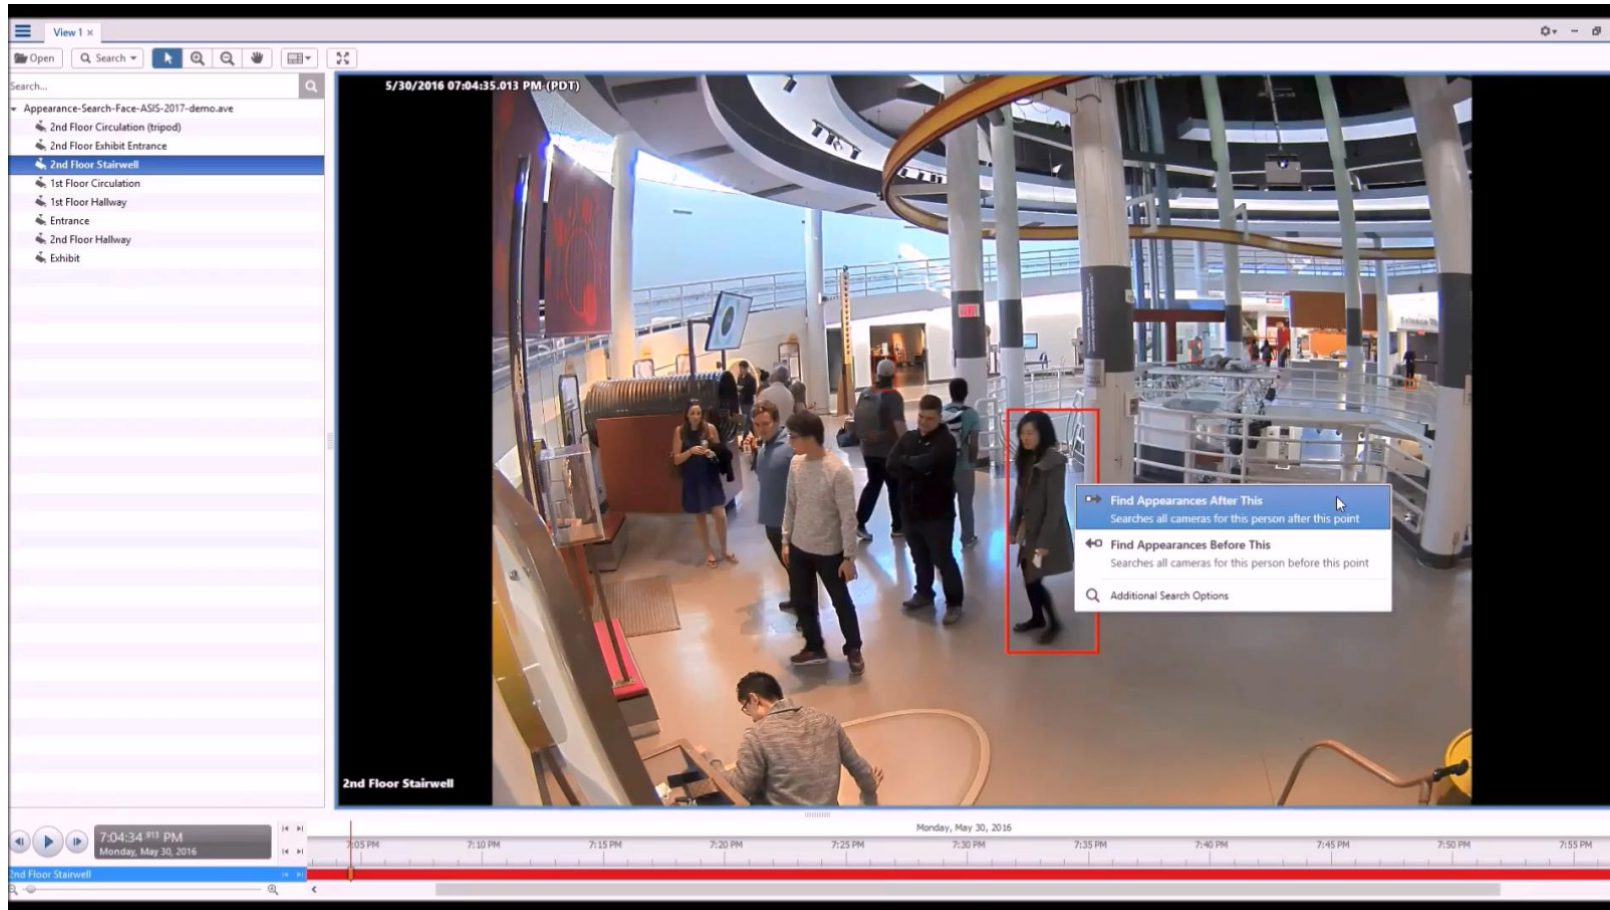 View 1 ×
Open
Search
Search...
Appearance-Search-Face-ASIS-2017-demo.ave
2nd Floor Circulation (tripod)
2nd Floor Exhibit Entrance
2nd Floor Stairwell
1st Floor Circulation
1st Floor Hallway
Entrance
2nd Floor Hallway
Exhibit
5/30/2016 07:04:35.013 PM (PDT)
Find Appearances After This
Searches all cameras for this person after this point
Find Appearances Before This
Searches all cameras for this person before this point
Additional Search Options
2nd Floor Stairwell
7:04:34 913 PM
Monday, May 30, 2016
Monday, May 30, 2016
7:05 PM 7:10 PM 7:15 PM 7:20 PM 7:25 PM 7:30 PM 7:35 PM 7:40 PM 7:45 PM 7:50 PM 7:55 PM
2nd Floor Stairwell